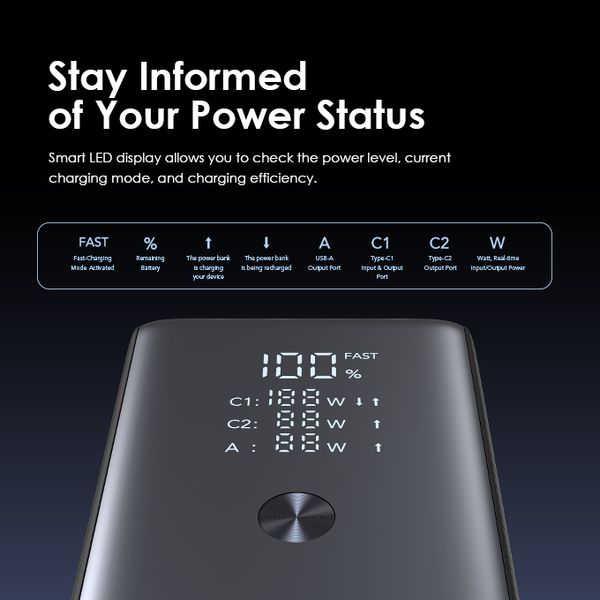 Stay Informed
of Your Power Status
Smart LED display allows you to check the power level, current
charging mode, and charging efficiency.
FAST % ↑ ↓ A C1 C2 W
Fast-Charging Remaining The power bank The power bank USB-A Type-C1 Type-C2 Watt, Real-time
Mode Activated Battery is charging is being recharged Output Port Input & Output Output Port Input/Output Power
your device Port
100 FAST
%
C1: 188 W ↓ ↑
C2: 88 W ↑
A : 88 W ↑